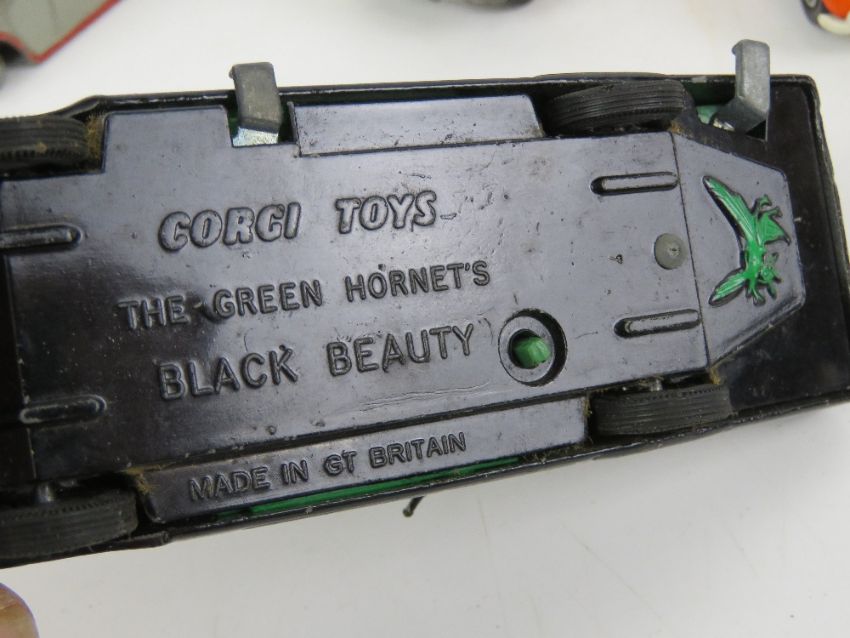 CORGI TOYS
THE GREEN HORNET'S
BLACK BEAUTY
MADE IN GT BRITAIN